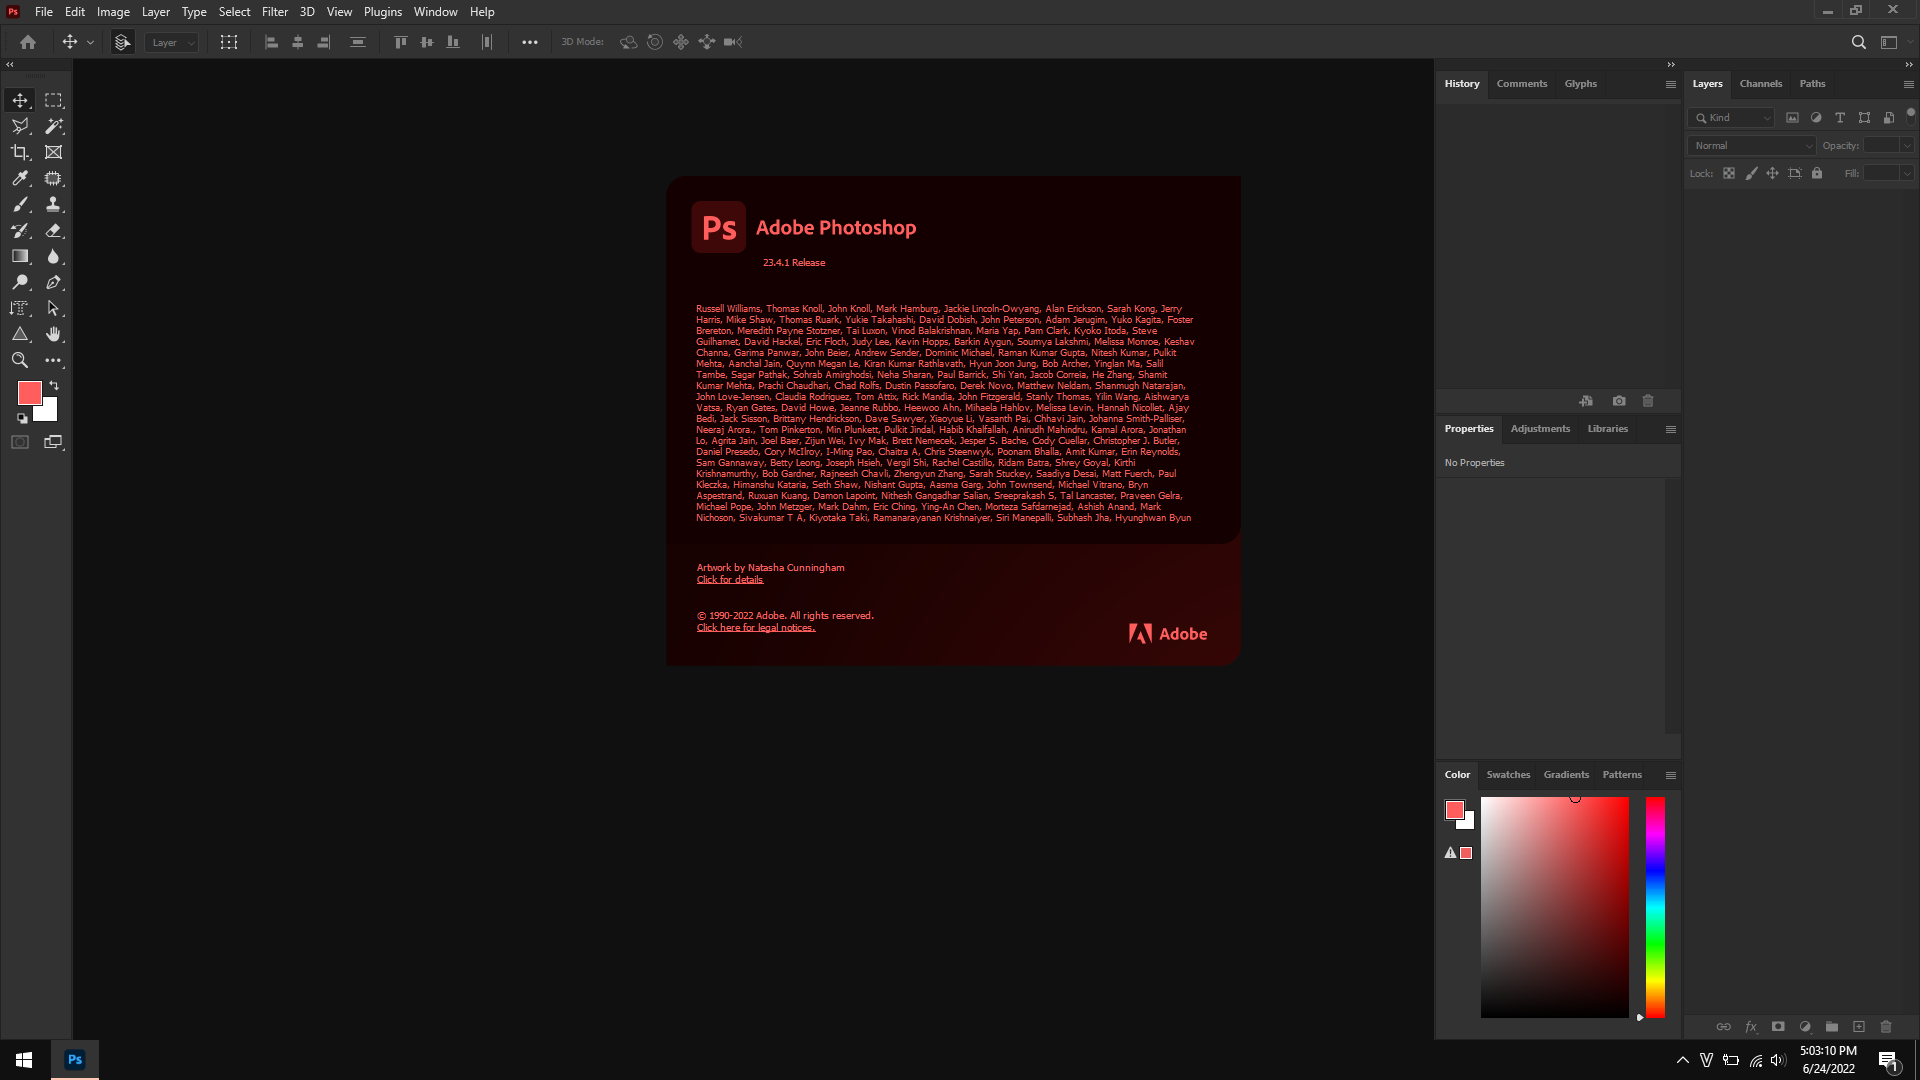 Ps File Edit Image Layer Type Select Filter 3D View Plugins Window Help
Layer 3D Mode:
History Comments Glyphs
Layers Channels Paths
Kind
Normal Opacity:
Lock: Fill:
Ps Adobe Photoshop
23.4.1 Release
Russell Williams, Thomas Knoll, John Knoll, Mark Hamburg, Jackie Lincoln-Owyang, Alan Erickson, Sarah Kong, Jerry
Harris, Mike Shaw, Thomas Ruark, Yukie Takahashi, David Dobish, John Peterson, Adam Jerugim, Yuko Kagita, Foster
Brereton, Meredith Payne Stotzner, Tai Luxon, Vinod Balakrishnan, Maria Yap, Pam Clark, Kyoko Itoda, Steve
Guilhamet, David Hackel, Eric Floch, Judy Lee, Kevin Hopps, Barkin Aygun, Soumya Lakshmi, Melissa Monroe, Keshav
Channa, Garima Panwar, John Beier, Andrew Sender, Dominic Michael, Raman Kumar Gupta, Nitesh Kumar, Pulkit
Mehta, Aanchal Jain, Quynn Megan Le, Kiran Kumar Rathlavath, Hyun Joon Jung, Bob Archer, Yinglan Ma, Salil
Tambe, Sagar Pathak, Sohrab Amirghodsi, Neha Sharan, Paul Barrick, Shi Yan, Jacob Correia, He Zhang, Shamit
Kumar Mehta, Prachi Chaudhari, Chad Rolfs, Dustin Passofaro, Derek Novo, Matthew Neldam, Shanmugh Natarajan,
John Love-Jensen, Claudia Rodriguez, Tom Attix, Rick Mandia, John Fitzgerald, Stanly Thomas, Yilin Wang, Aishwarya
Vatsa, Ryan Gates, David Howe, Jeanne Rubbo, Heewoo Ahn, Mihaela Hahlov, Melissa Levin, Hannah Nicollet, Ajay
Bedi, Jack Sisson, Brittany Hendrickson, Dave Sawyer, Xiaoyue Li, Vasanth Pai, Chhavi Jain, Johanna Smith-Palliser,
Neeraj Arora., Tom Pinkerton, Min Plunkett, Pulkit Jindal, Habib Khalfallah, Anirudh Mahindru, Kamal Arora, Jonathan
Lo, Agrita Jain, Joel Baer, Zijun Wei, Ivy Mak, Brett Nemecek, Jesper S. Bache, Cody Cuellar, Christopher J. Butler,
Daniel Presedo, Cory McIlroy, I-Ming Pao, Chaitra A, Chris Steenwyk, Poonam Bhalla, Amit Kumar, Erin Reynolds,
Sam Gannaway, Betty Leong, Joseph Hsieh, Vergil Shi, Rachel Castillo, Ridam Batra, Shrey Goyal, Kirthi
Krishnamurthy, Bob Gardner, Rajneesh Chavli, Zhengyun Zhang, Sarah Stuckey, Saadiya Desai, Matt Fuerch, Paul
Kleczka, Himanshu Kataria, Seth Shaw, Nishant Gupta, Aasma Garg, John Townsend, Michael Vitrano, Bryn
Aspestrand, Ruxuan Kuang, Damon Lapoint, Nithesh Gangadhar Salian, Sreeprakash S, Tal Lancaster, Praveen Gelra,
Michael Pope, John Metzger, Mark Dahm, Eric Ching, Ying-An Chen, Morteza Safdarnejad, Ashish Anand, Mark
Nichoson, Sivakumar T A, Kiyotaka Taki, Ramanarayanan Krishnaiyer, Siri Manepalli, Subhash Jha, Hyunghwan Byun
Artwork by Natasha Cunningham
Click for details
© 1990-2022 Adobe. All rights reserved.
Click here for legal notices.
Adobe
Properties Adjustments Libraries
No Properties
Color Swatches Gradients Patterns
fx
Ps
5:03:10 PM
6/24/2022
1